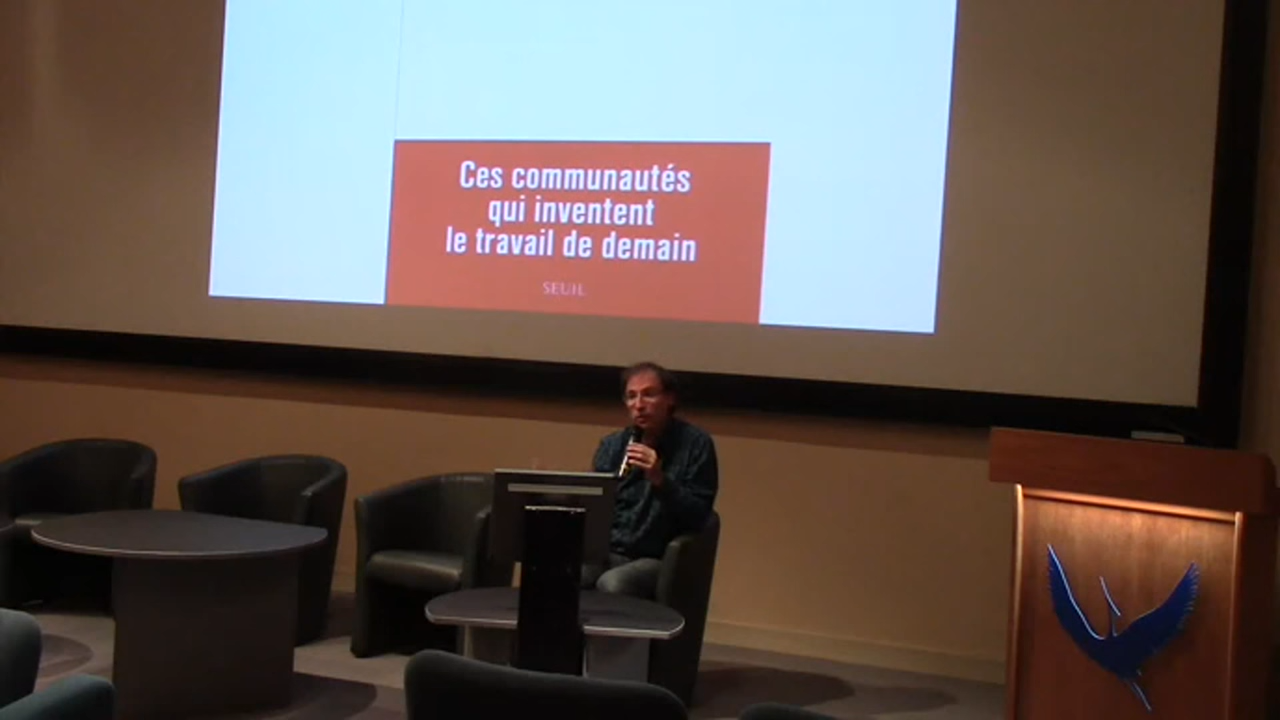 Ces communautés
qui inventent
le travail de demain
SEUIL